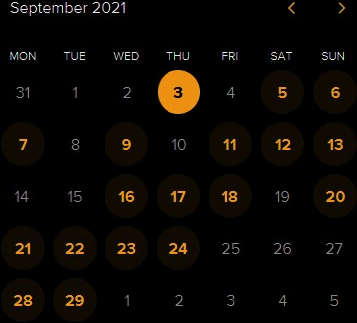 September 2021
MON TUE WED THU FRI SAT SUN
31 1 2 3 4 5 6
7 8 9 10 11 12 13
14 15 16 17 18 19 20
21 22 23 24 25 26 27
28 29 1 2 3 4 5